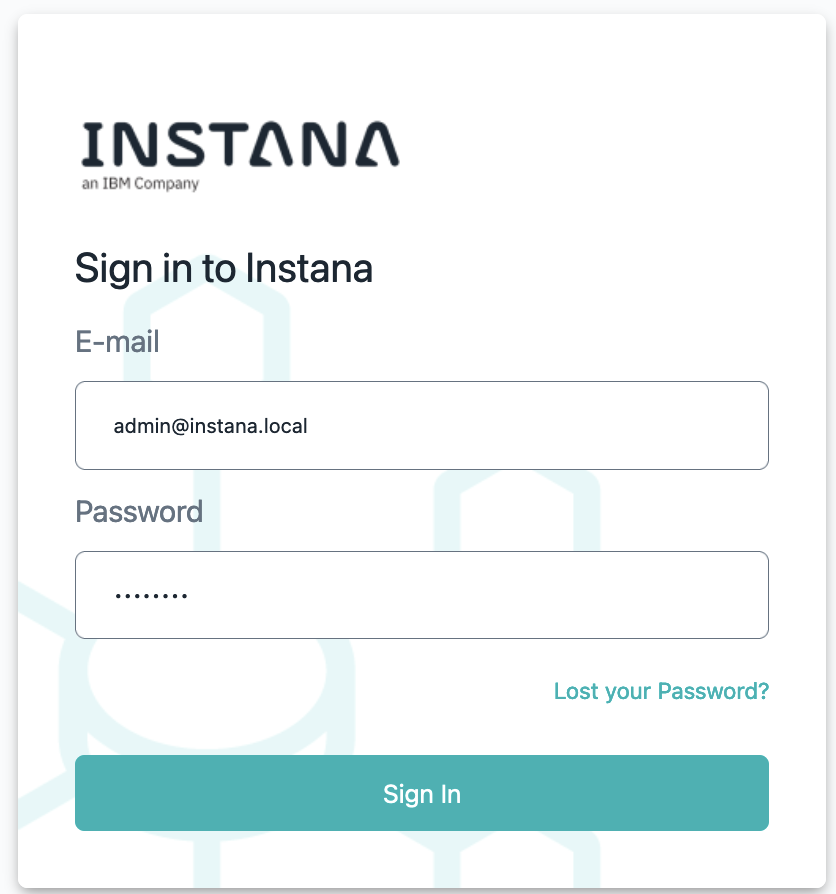 INSTANA
an IBM Company
Sign in to Instana
E-mail
admin@instana.local
Password
••••••••
Lost your Password?
Sign In